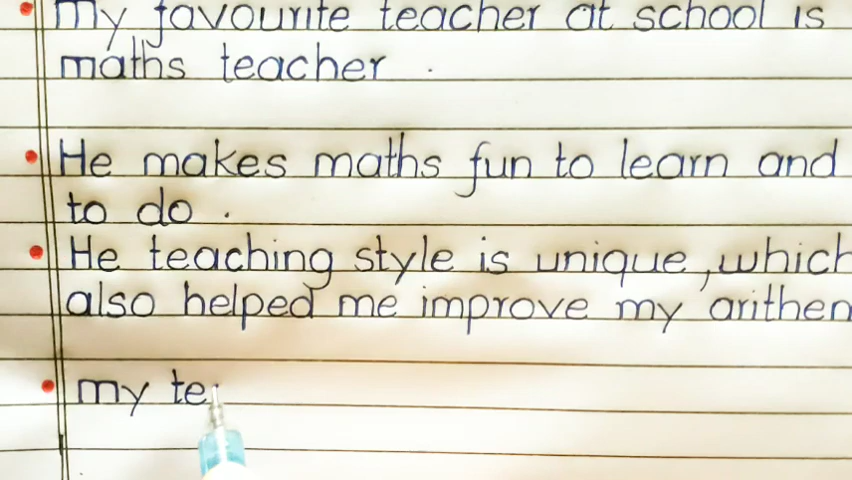 my favourite teacher at school is
maths teacher .
He makes maths fun to learn and
to do .
He teaching style is unique, which
also helped me improve my arithem
my te